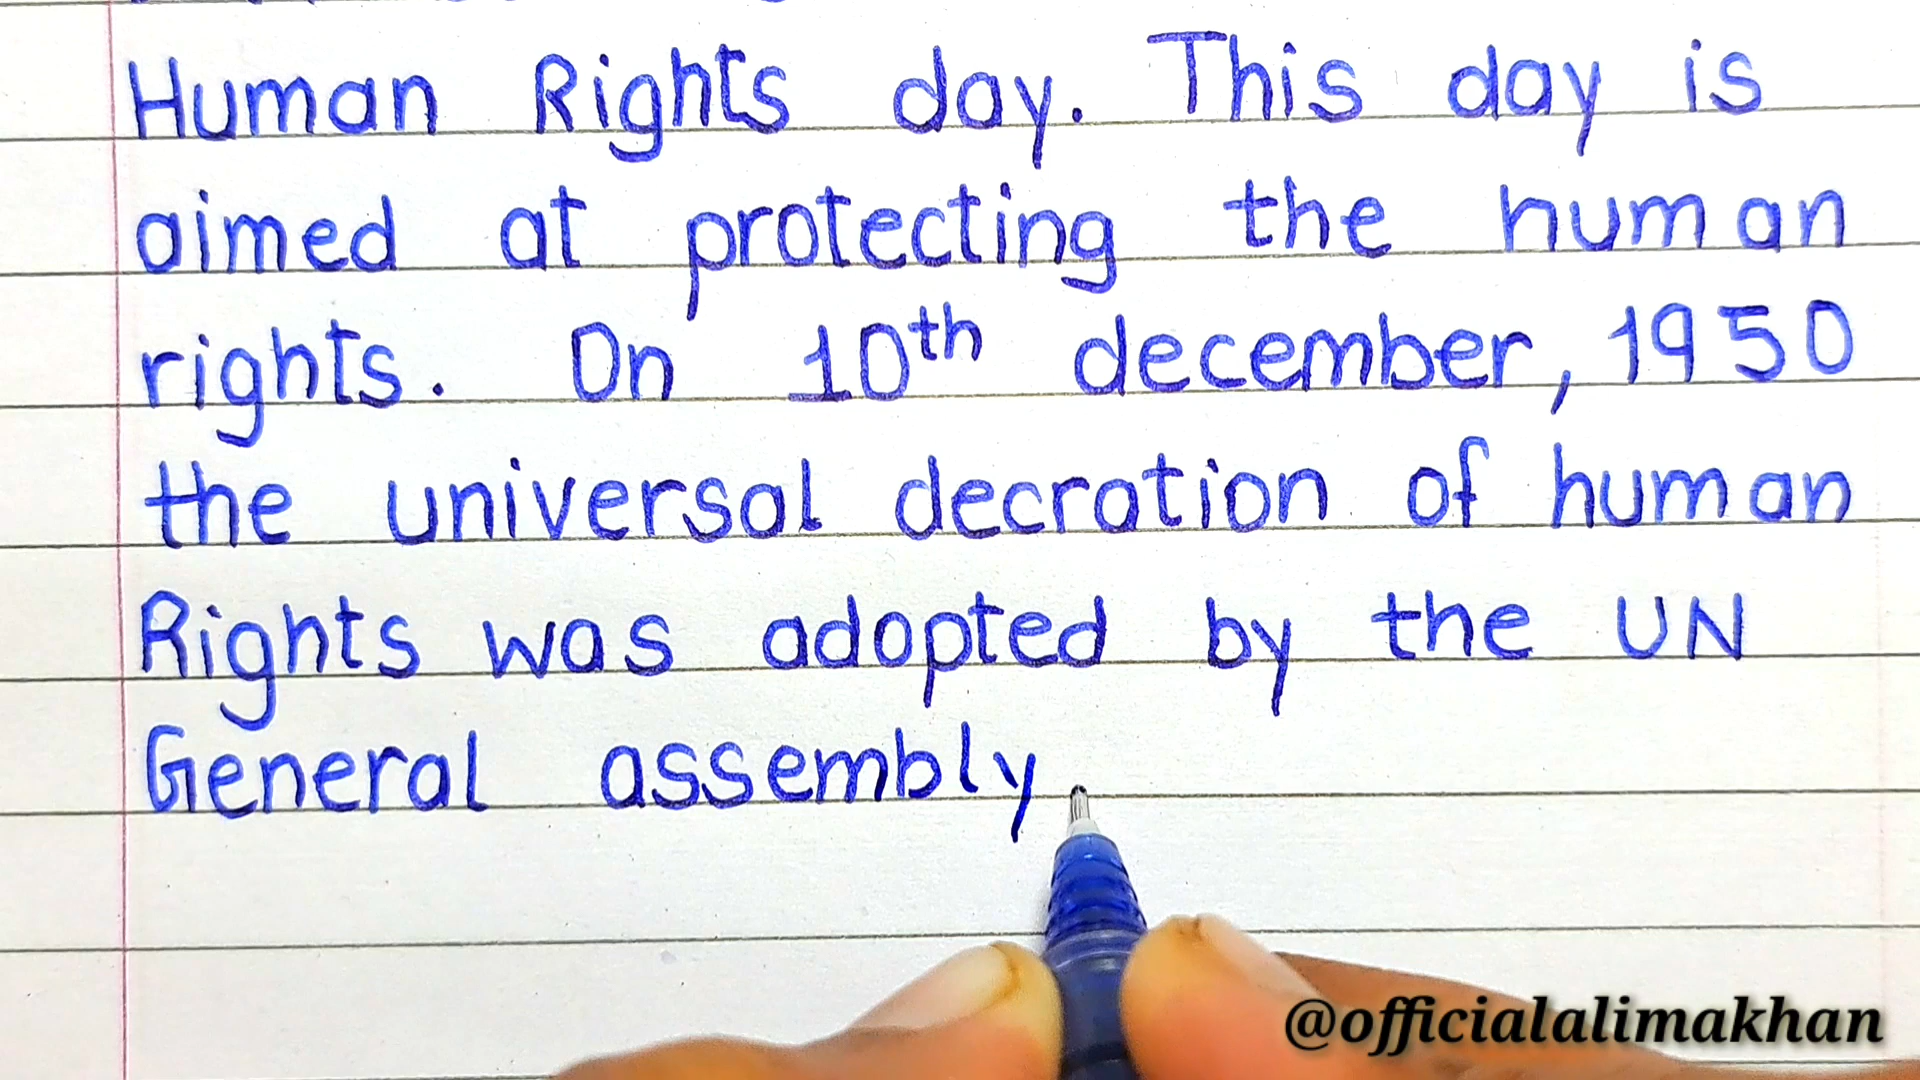 Human Rights day. This day is
aimed at protecting the human
rights. On 10th december, 1950
the universal decration of human
Rights was adopted by the UN
General assembly.
@officialalimakhan